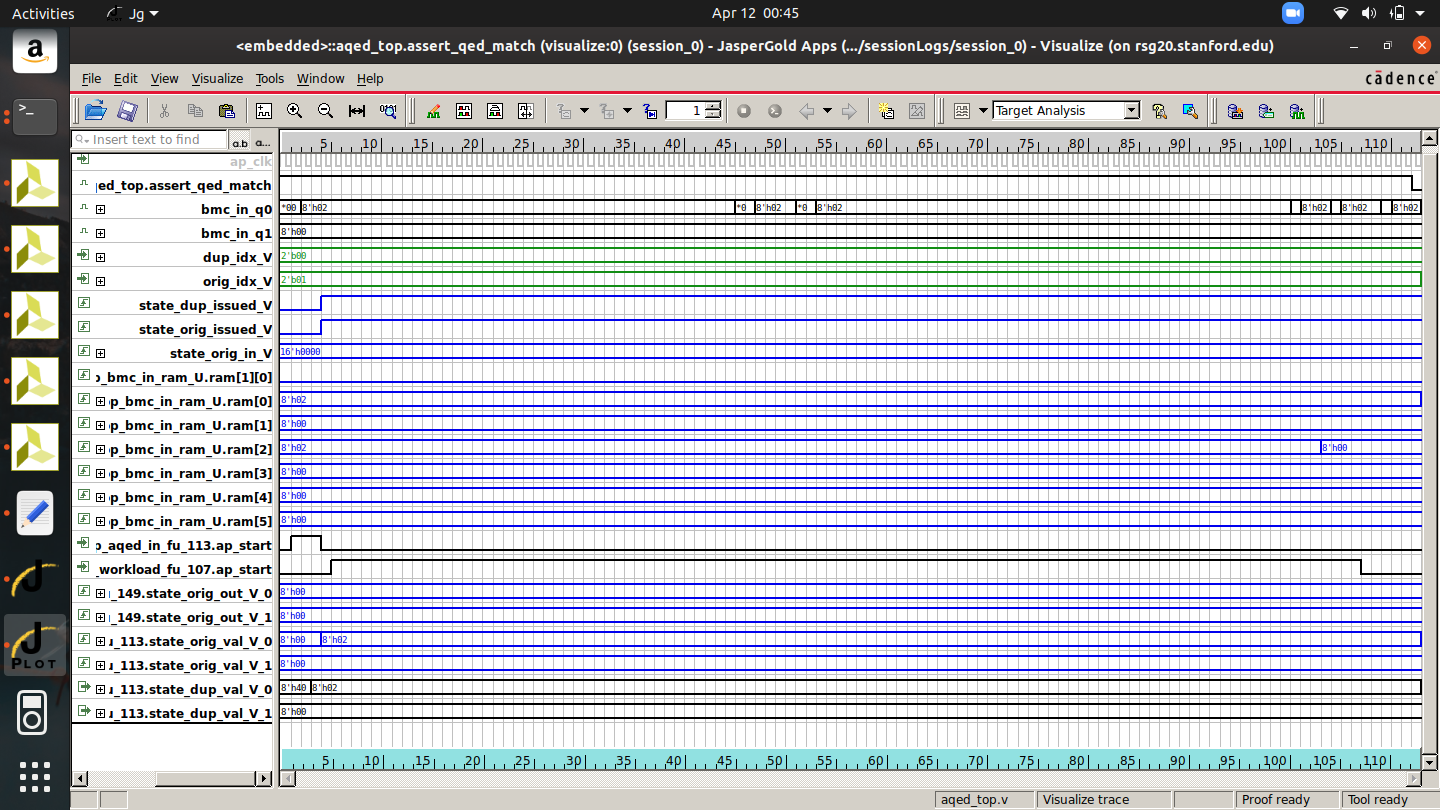 Activities Jg Apr 12 00:45
<embedded>::aqed_top.assert_qed_match (visualize:0) (session_0) - JasperGold Apps (.../sessionLogs/session_0) - Visualize (on rsg20.stanford.edu)
File Edit View Visualize Tools Window Help cādence
1 Target Analysis
Insert text to find a.b a...
5 10 15 20 25 30 35 40 45 50 55 60 65 70 75 80 85 90 95 100 105 110
ap_clk
ed_top.assert_qed_match
bmc_in_q0 *00 8'h02 *0 8'h02 *0 8'h02 8'h02 8'h02 8'h02
bmc_in_q1 8'h00
dup_idx_V 2'b00
orig_idx_V 2'b01
state_dup_issued_V
state_orig_issued_V
state_orig_in_V 16'h0000
_bmc_in_ram_U.ram[1][0]
p_bmc_in_ram_U.ram[0] 8'h02
p_bmc_in_ram_U.ram[1] 8'h00
p_bmc_in_ram_U.ram[2] 8'h02 8'h00
p_bmc_in_ram_U.ram[3] 8'h00
p_bmc_in_ram_U.ram[4] 8'h00
p_bmc_in_ram_U.ram[5] 8'h00
_aqed_in_fu_113.ap_start
_workload_fu_107.ap_start
_149.state_orig_out_V_0 8'h00
_149.state_orig_out_V_1 8'h00
_113.state_orig_val_V_0 8'h00 8'h02
_113.state_orig_val_V_1 8'h00
_113.state_dup_val_V_0 8'h40 8'h02
_113.state_dup_val_V_1 8'h00
5 10 15 20 25 30 35 40 45 50 55 60 65 70 75 80 85 90 95 100 105 110
PLOT
aqed_top.v Visualize trace Proof ready Tool ready